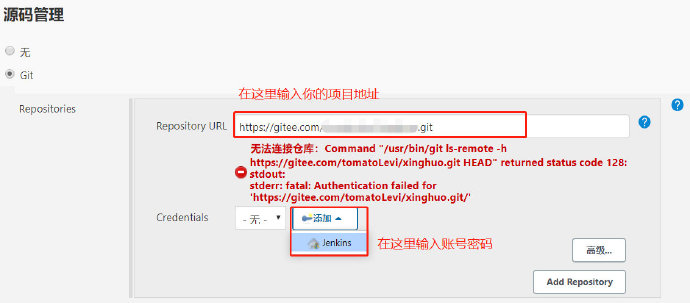 源码管理
无
Git
在这里输入你的项目地址
Repositories
Repository URL
https://gitee.com/ .git
无法连接仓库：Command "/usr/bin/git ls-remote -h
https://gitee.com/tomatoLevi/xinghuo.git HEAD" returned status code 128:
stdout:
stderr: fatal: Authentication failed for
'https://gitee.com/tomatoLevi/xinghuo.git/'
Credentials
- 无 -
添加
Jenkins
在这里输入账号密码
高级...
Add Repository